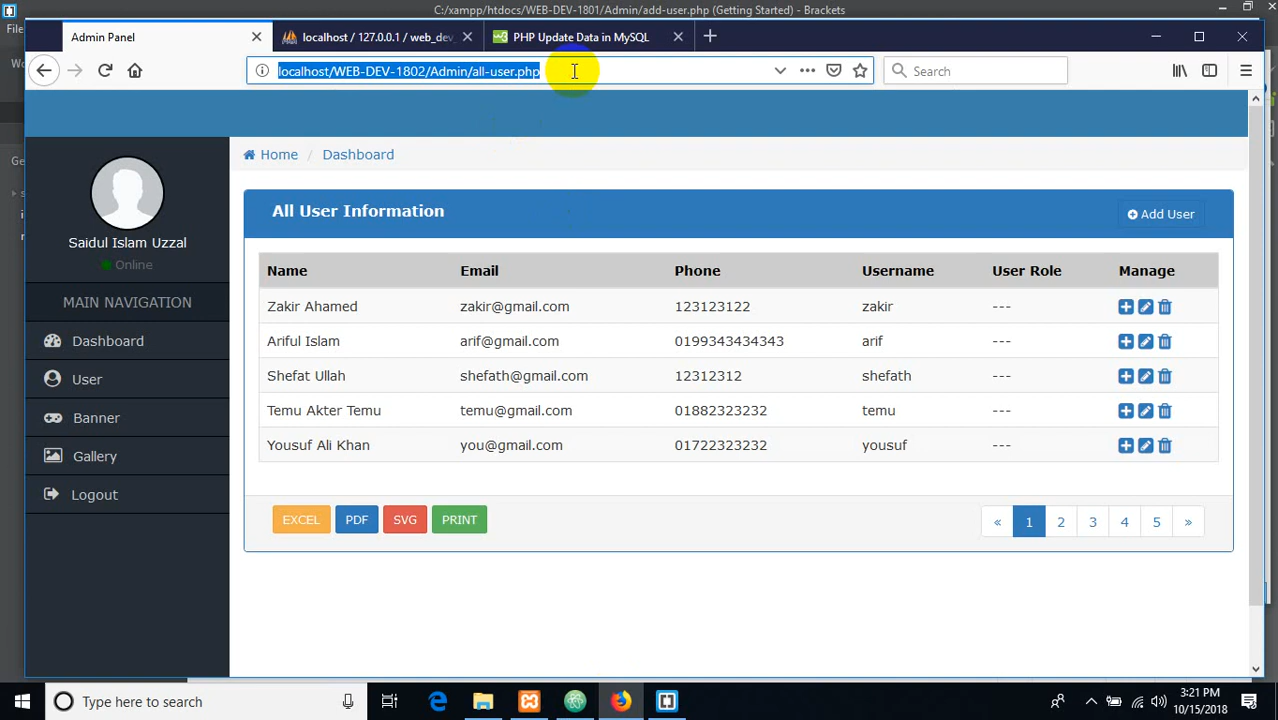 C:/xampp/htdocs/WEB-DEV-1801/Admin/add-user.php (Getting Started) - Brackets
File
Admin Panel
localhost / 127.0.0.1 / web_dev_
PHP Update Data in MySQL
localhost/WEB-DEV-1802/Admin/all-user.php
Search
Home / Dashboard
Saidul Islam Uzzal
Online
MAIN NAVIGATION
Dashboard
User
Banner
Gallery
Logout
All User Information
Add User
Name Email Phone Username User Role Manage
Zakir Ahamed zakir@gmail.com 123123122 zakir ---
Ariful Islam arif@gmail.com 0199343434343 arif ---
Shefat Ullah shefath@gmail.com 12312312 shefath ---
Temu Akter Temu temu@gmail.com 01882323232 temu ---
Yousuf Ali Khan you@gmail.com 01722323232 yousuf ---
EXCEL PDF SVG PRINT
« 1 2 3 4 5 »
Type here to search
3:21 PM
10/15/2018